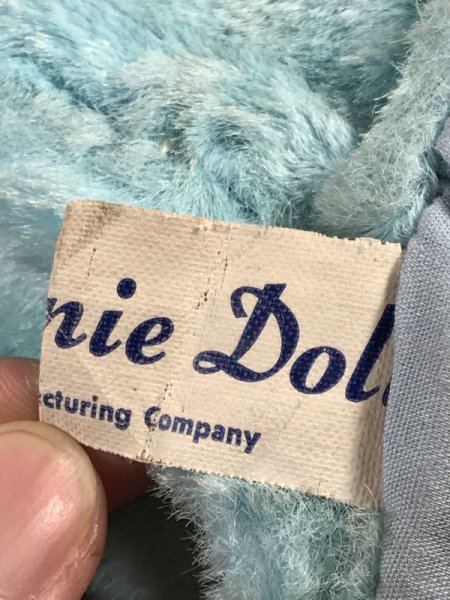 nie Dol
cturing Company